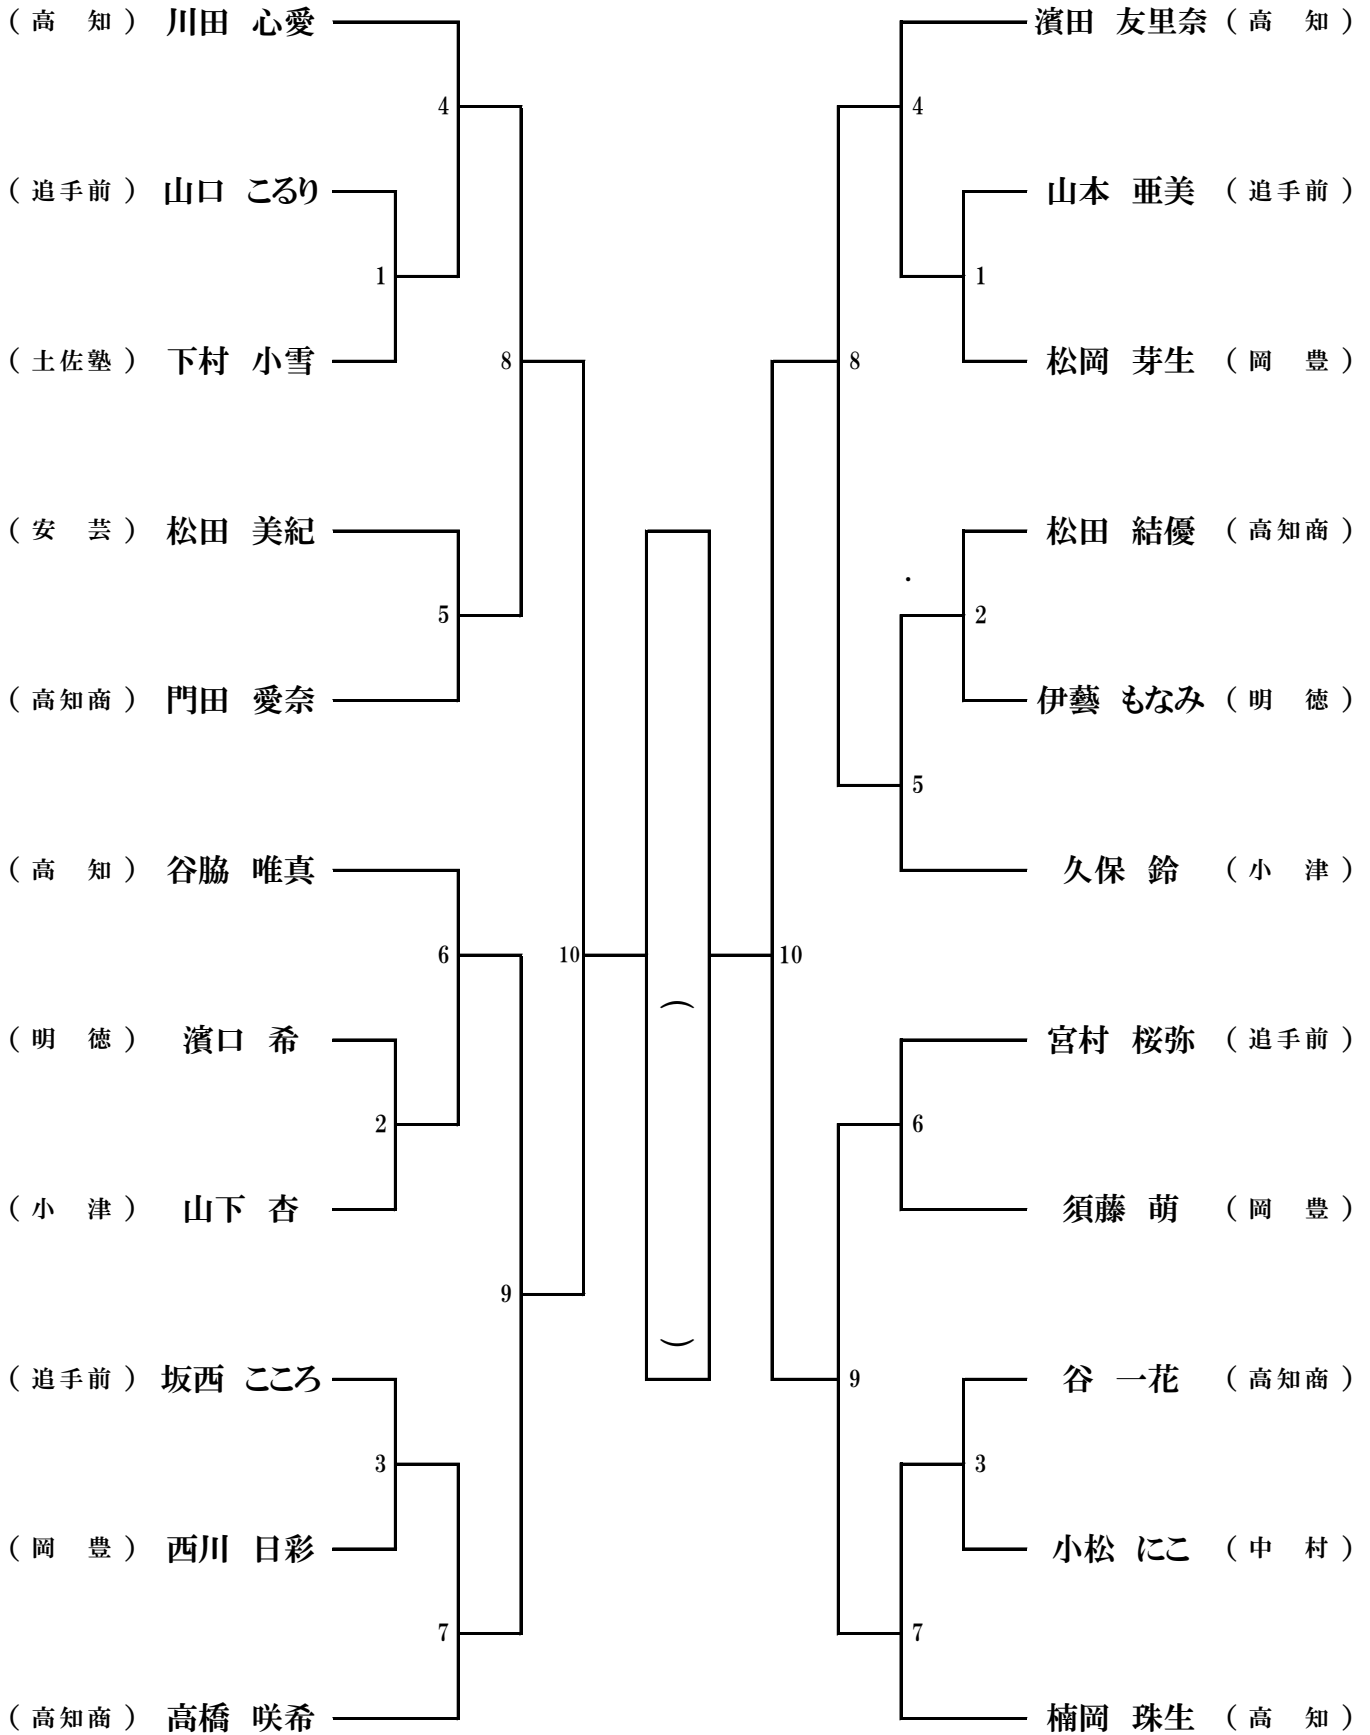 （ 高　知 ） 川田 心愛
4
（ 追手前 ） 山口 こるり
1
（ 土佐塾 ） 下村 小雪
8
（ 安　芸 ） 松田 美紀
5
（ 高知商 ） 門田 愛奈
（ 高　知 ） 谷脇 唯真
6
10
（ 明　徳 ） 濱口 希
2
（ 小　津 ） 山下 杏
9
（ 追手前 ） 坂西 こころ
3
（ 岡　豊 ） 西川 日彩
7
（ 高知商 ） 高橋 咲希
（　　　）
濱田 友里奈 （ 高　知 ）
4
山本 亜美 （ 追手前 ）
1
松岡 芽生 （ 岡　豊 ）
8
松田 結優 （ 高知商 ）
2
伊藝 もなみ （ 明　徳 ）
5
久保 鈴 （ 小　津 ）
10
宮村 桜弥 （ 追手前 ）
6
須藤 萌 （ 岡　豊 ）
9
谷 一花 （ 高知商 ）
3
小松 にこ （ 中　村 ）
7
楠岡 珠生 （ 高　知 ）